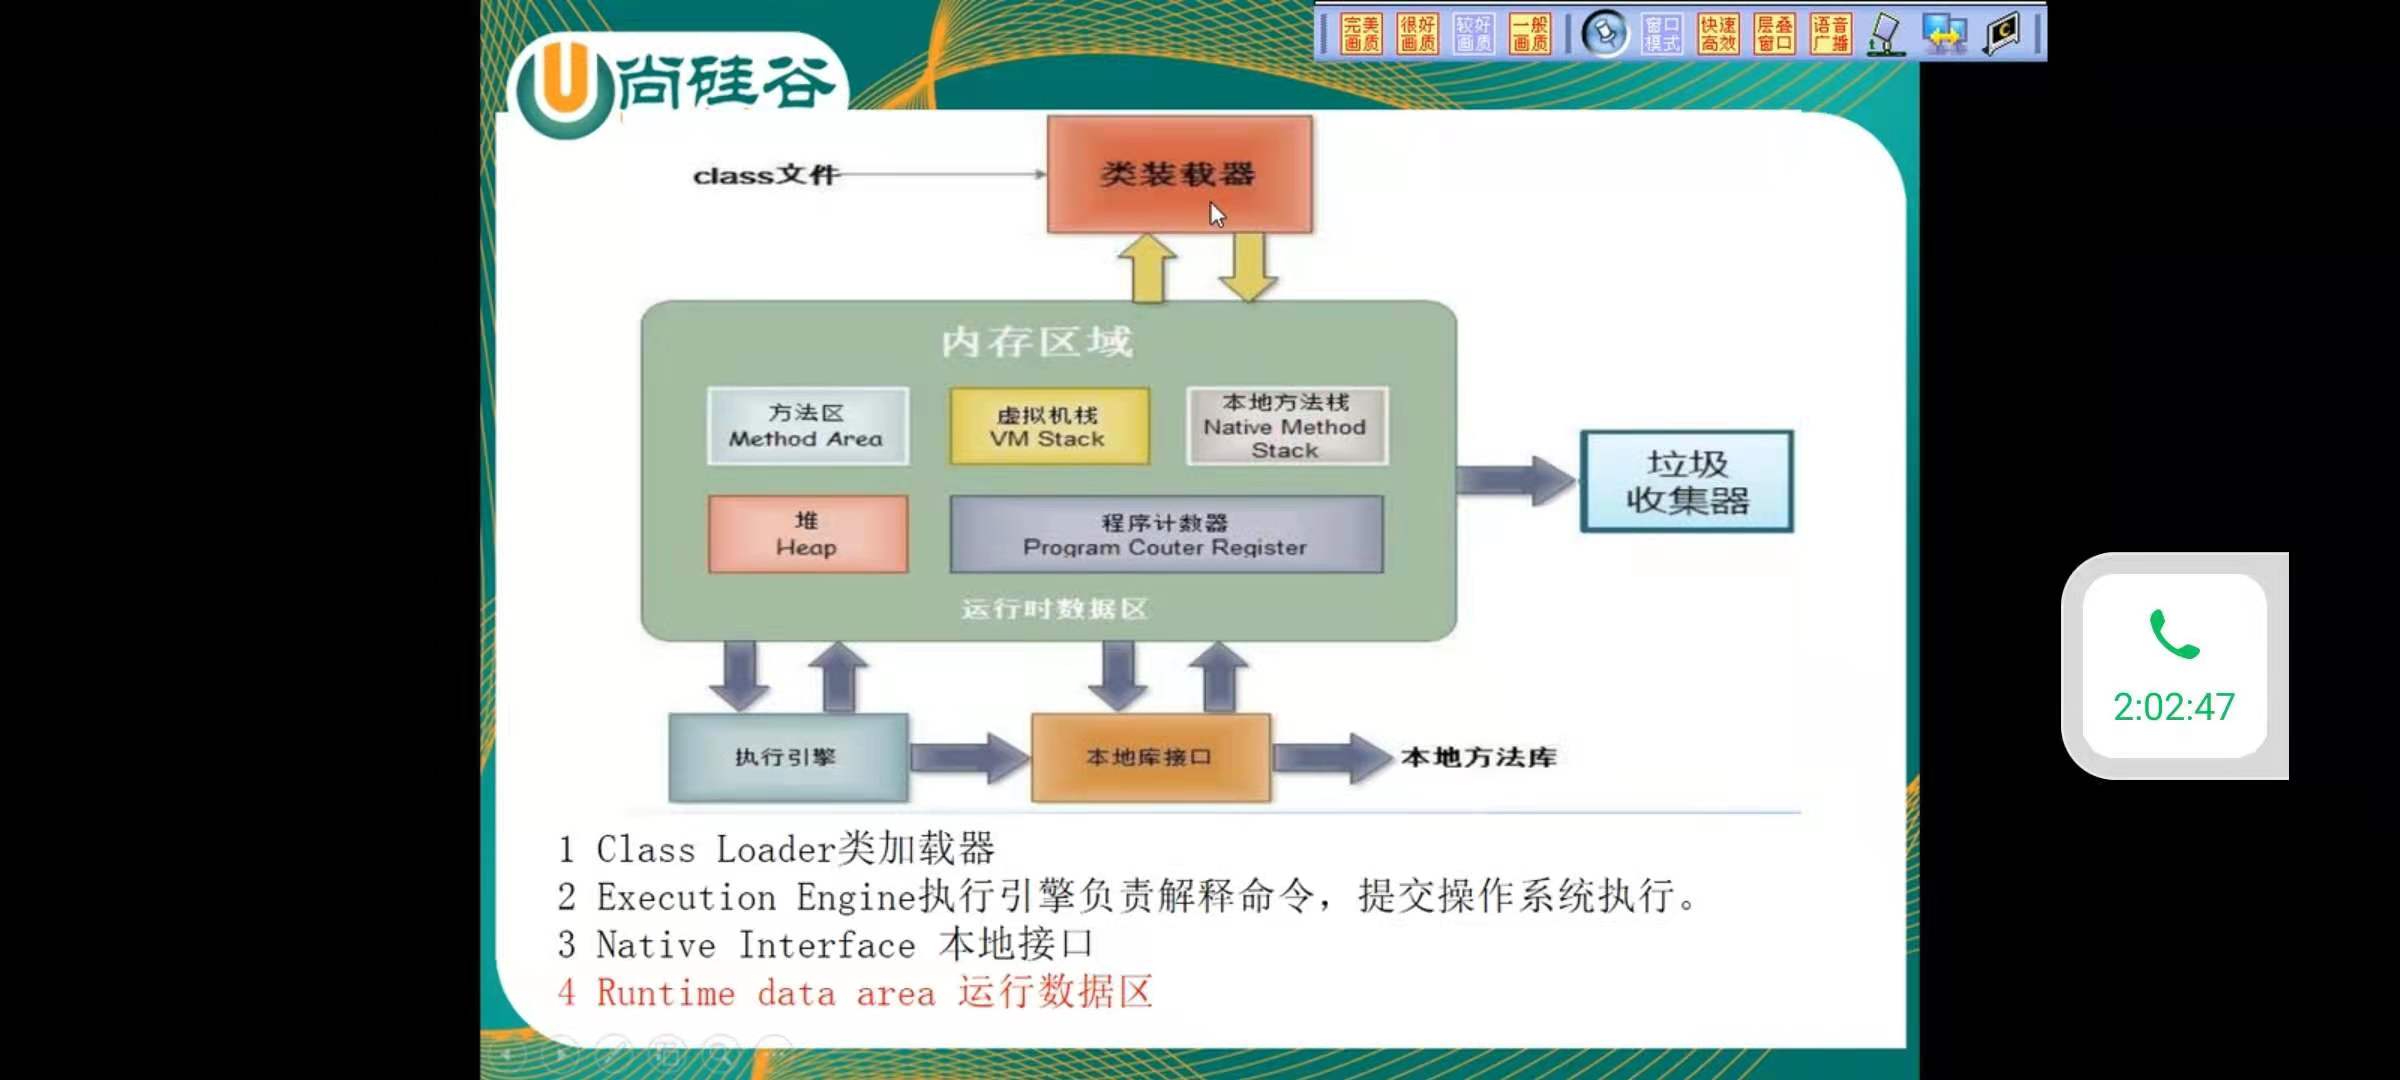 完美画质
很好画质
较好画质
一般画质
窗口模式
快速高效
层叠窗口
语音广播
尚硅谷
class文件
类装载器
内存区域
方法区
Method Area
虚拟机栈
VM Stack
本地方法栈
Native Method
Stack
堆
Heap
程序计数器
Program Couter Register
运行时数据区
垃圾
收集器
执行引擎
本地库接口
本地方法库
2:02:47
1 Class Loader类加载器
2 Execution Engine执行引擎负责解释命令，提交操作系统执行。
3 Native Interface 本地接口
4 Runtime data area 运行数据区